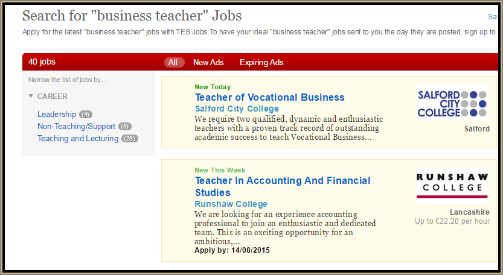 Search for "business teacher" Jobs
Apply for the latest "business teacher" jobs with TES Jobs To have your ideal "business teacher" jobs sent to you the day they are posted, sign up to
40 jobs
All
New Ads
Expiring Ads
Narrow the list of jobs by…
CAREER
Leadership
Non-Teaching/Support
Teaching and Lecturing
New Today
Teacher of Vocational Business
Salford City College
We require two qualified, dynamic and enthusiastic
teachers with a proven track record of outstanding
academic success to teach Vocational Business…
SALFORD
CITY
COLLEGE
Salford
New This Week
Teacher In Accounting And Financial
Studies
Runshaw College
We are looking for an experience accounting
professional to join an enthusiastic and dedicated
team. This is an exciting opportunity for an
ambitious,…
Apply by: 14/08/2015
RUNSHAW
COLLEGE
Lancashire
Up to £22.20 per hour